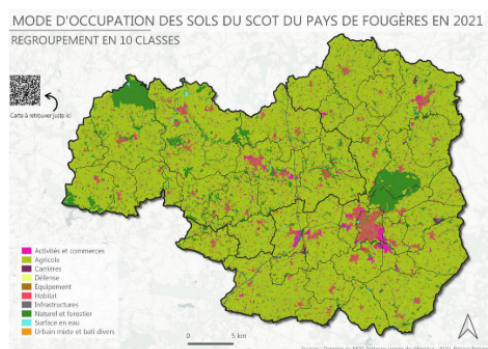 MODE D'OCCUPATION DES SOLS DU SCOT DU PAYS DE FOUGÈRES EN 2021
REGROUPEMENT EN 10 CLASSES
Carte à retrouver juste ici
Activités et commerces
Agricole
Carrières
Défense
Equipement
Habitat
Infrastructures
Naturel et forestier
Surface en eau
Urbain mixte et bati divers
0 5 km